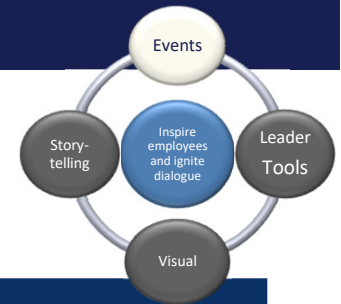 Events
Story-
telling
Inspire
employees
and ignite
dialogue
Leader
Tools
Visual